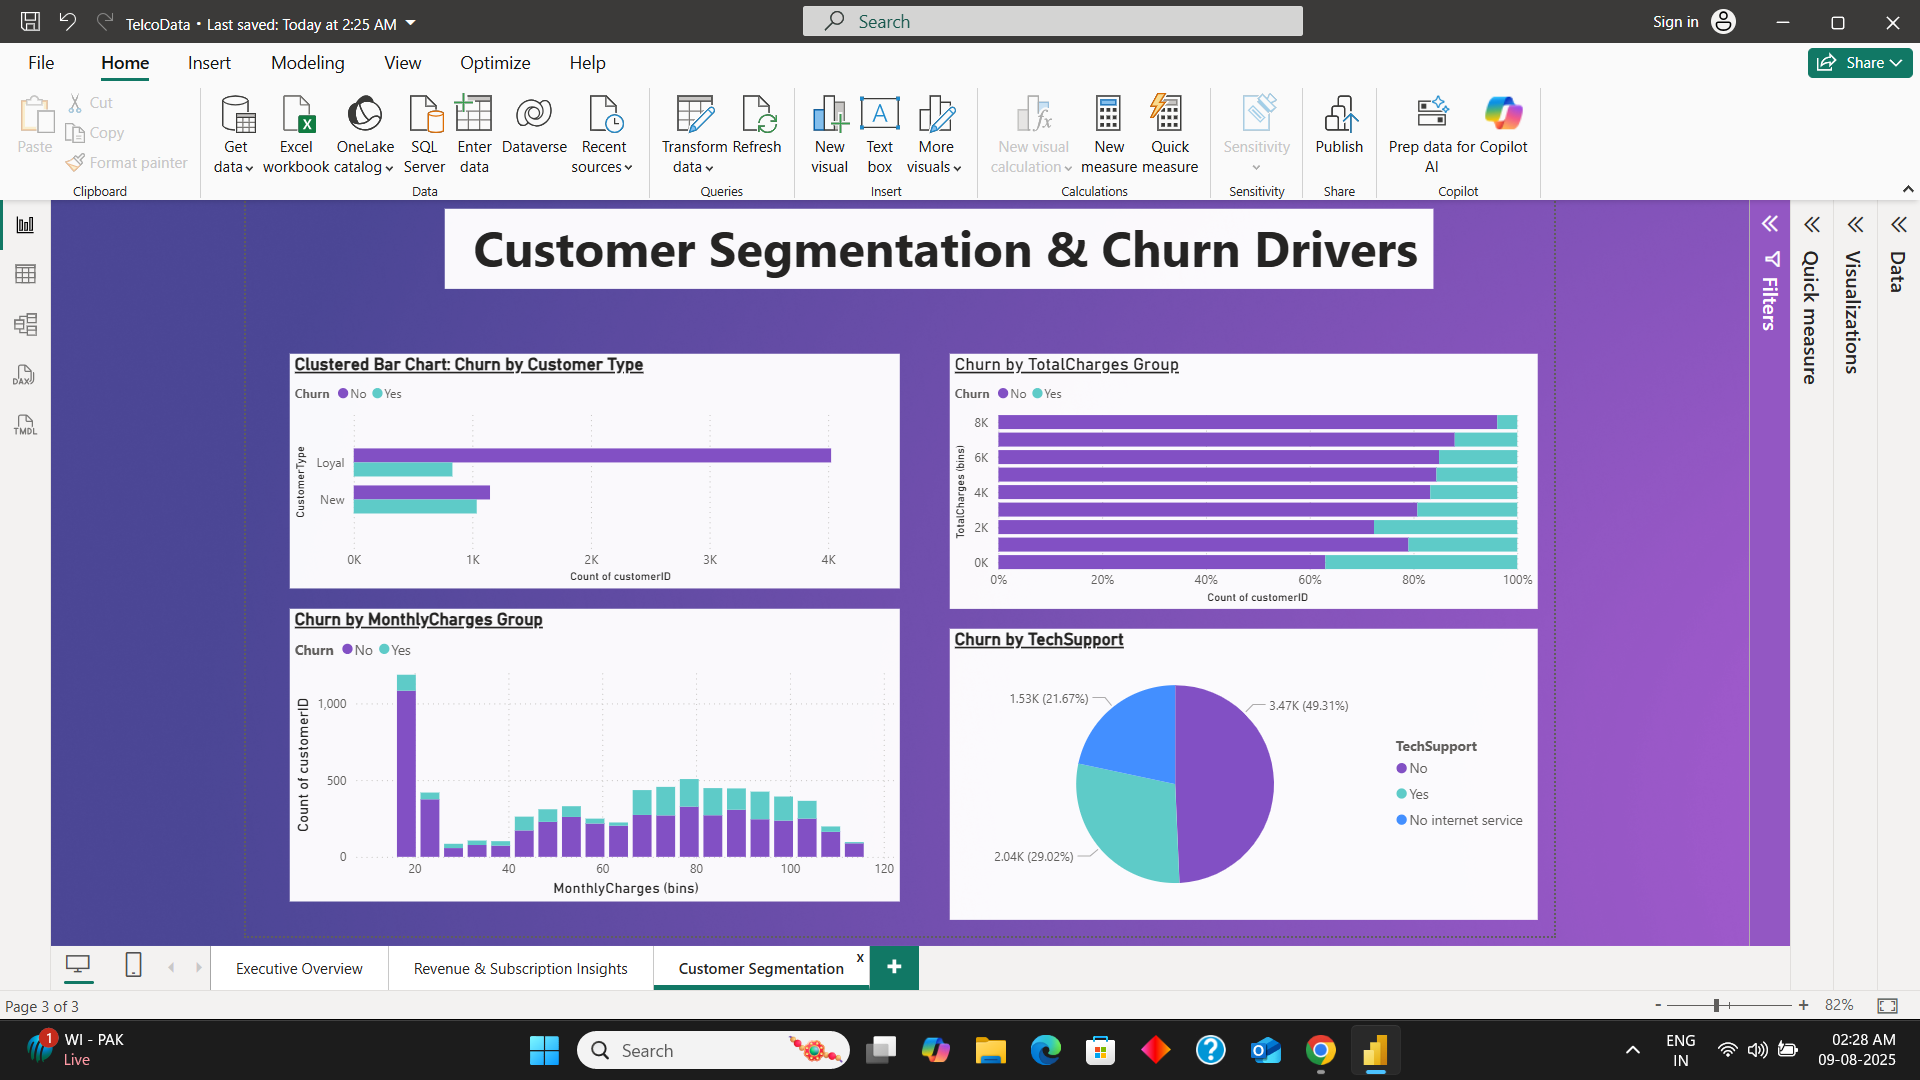 TelcoData • Last saved: Today at 2:25 AM
Search
Sign in
File
Home
Insert
Modeling
View
Optimize
Help
Share
Paste
Cut
Copy
Format painter
Clipboard
Get data
Excel workbook
OneLake catalog
SQL Server
Enter data
Dataverse
Recent sources
Data
Transform data
Refresh
Queries
New visual
Text box
More visuals
Insert
New visual calculation
New measure
Quick measure
Calculations
Sensitivity
Sensitivity
Publish
Share
Prep data for AI
Copilot
Copilot
DAX
TMDL
Customer Segmentation & Churn Drivers
Clustered Bar Chart: Churn by Customer Type
Churn No Yes
CustomerType
Loyal
New
0K 1K 2K 3K 4K
Count of customerID
Churn by TotalCharges Group
Churn No Yes
TotalCharges (bins)
8K
6K
4K
2K
0K
0% 20% 40% 60% 80% 100%
Count of customerID
Churn by MonthlyCharges Group
Churn No Yes
Count of customerID
1,000
500
0
20 40 60 80 100 120
MonthlyCharges (bins)
Churn by TechSupport
1.53K (21.67%)
3.47K (49.31%)
2.04K (29.02%)
TechSupport
No
Yes
No internet service
Filters
Quick measure
Visualizations
Data
Executive Overview
Revenue & Subscription Insights
Customer Segmentation
x
+
Page 3 of 3
- + 82%
1
WI - PAK
Live
Search
ENG
IN
02:28 AM
09-08-2025